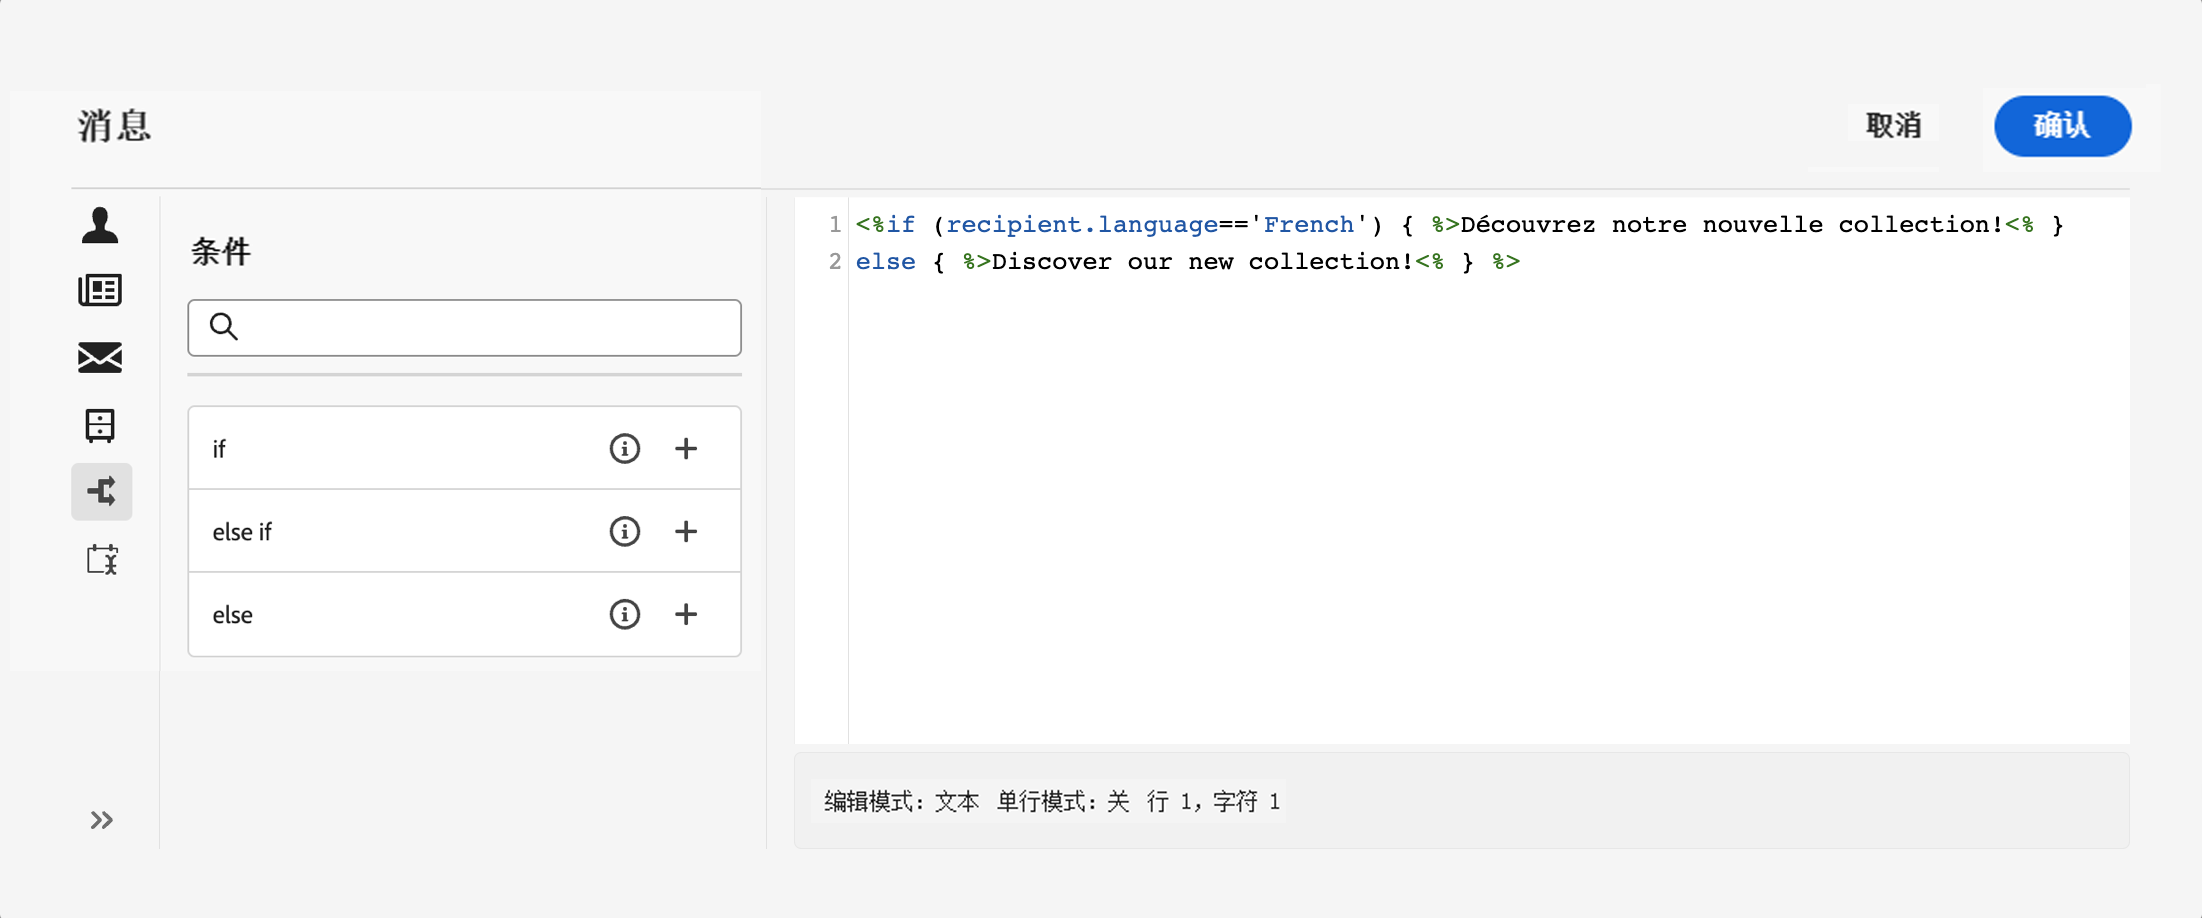 消息
取消
确认
条件
if
else if
else
1 <%if (recipient.language=='French') { %>Découvrez notre nouvelle collection!<% }
2 else { %>Discover our new collection!<% } %>
编辑模式：文本 单行模式：关 行 1，字符 1